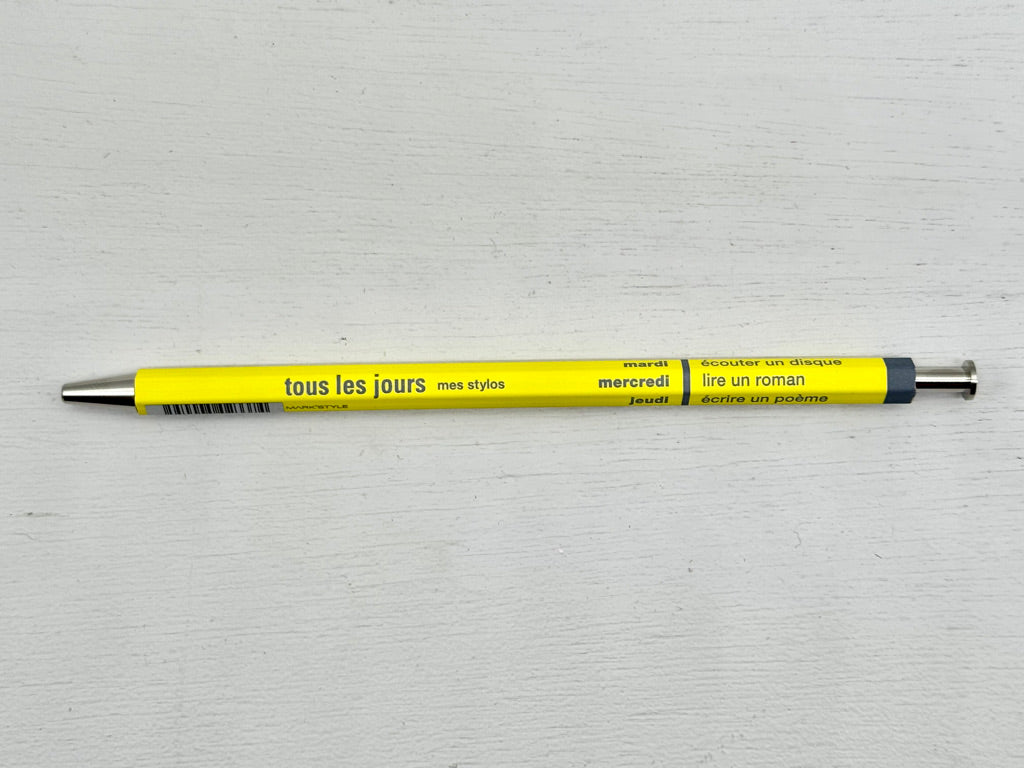 tous les jours mes stylos
MARK'STYLE
mardi écouter un disque
mercredi lire un roman
jeudi écrire un poème